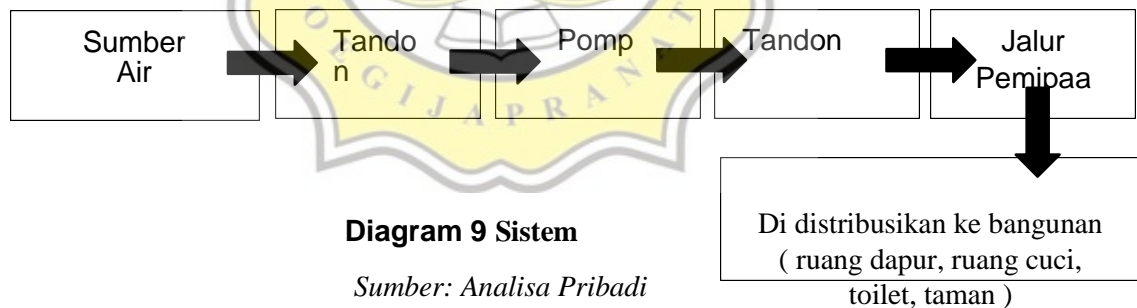 Sumber
Air
Tando
n
Pomp
Tandon
Jalur
Pemipaa
OEGIJAPRANAT
Di distribusikan ke bangunan
( ruang dapur, ruang cuci,
toilet, taman )
Diagram 9 Sistem
Sumber: Analisa Pribadi